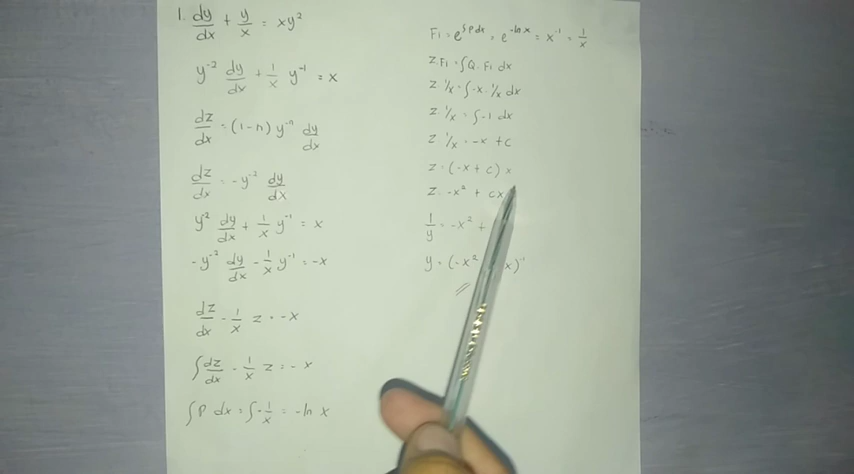 1. dy/dx + y/x = xy²
y⁻² dy/dx + 1/x y⁻¹ = x
dz/dx = (1-n) y⁻ⁿ dy/dx
dz/dx = -y⁻² dy/dx
y² dy/dx + 1/x y⁻¹ = x
-y⁻² dy/dx - 1/x y⁻¹ = -x
dz/dx - 1/x z = -x
∫ dz/dx - 1/x z = -x
∫P dx = ∫-1/x = -ln x
FI = e^∫P dx = e^-ln x = x⁻¹ = 1/x
Z. FI = ∫Q. FI dx
Z. 1/x = ∫-x. 1/x dx
Z. 1/x = ∫-1 dx
Z 1/x = -x + C
Z = (-x + C) x
Z = -x² + Cx
1/y = -x² +
y = (-x² x)⁻¹